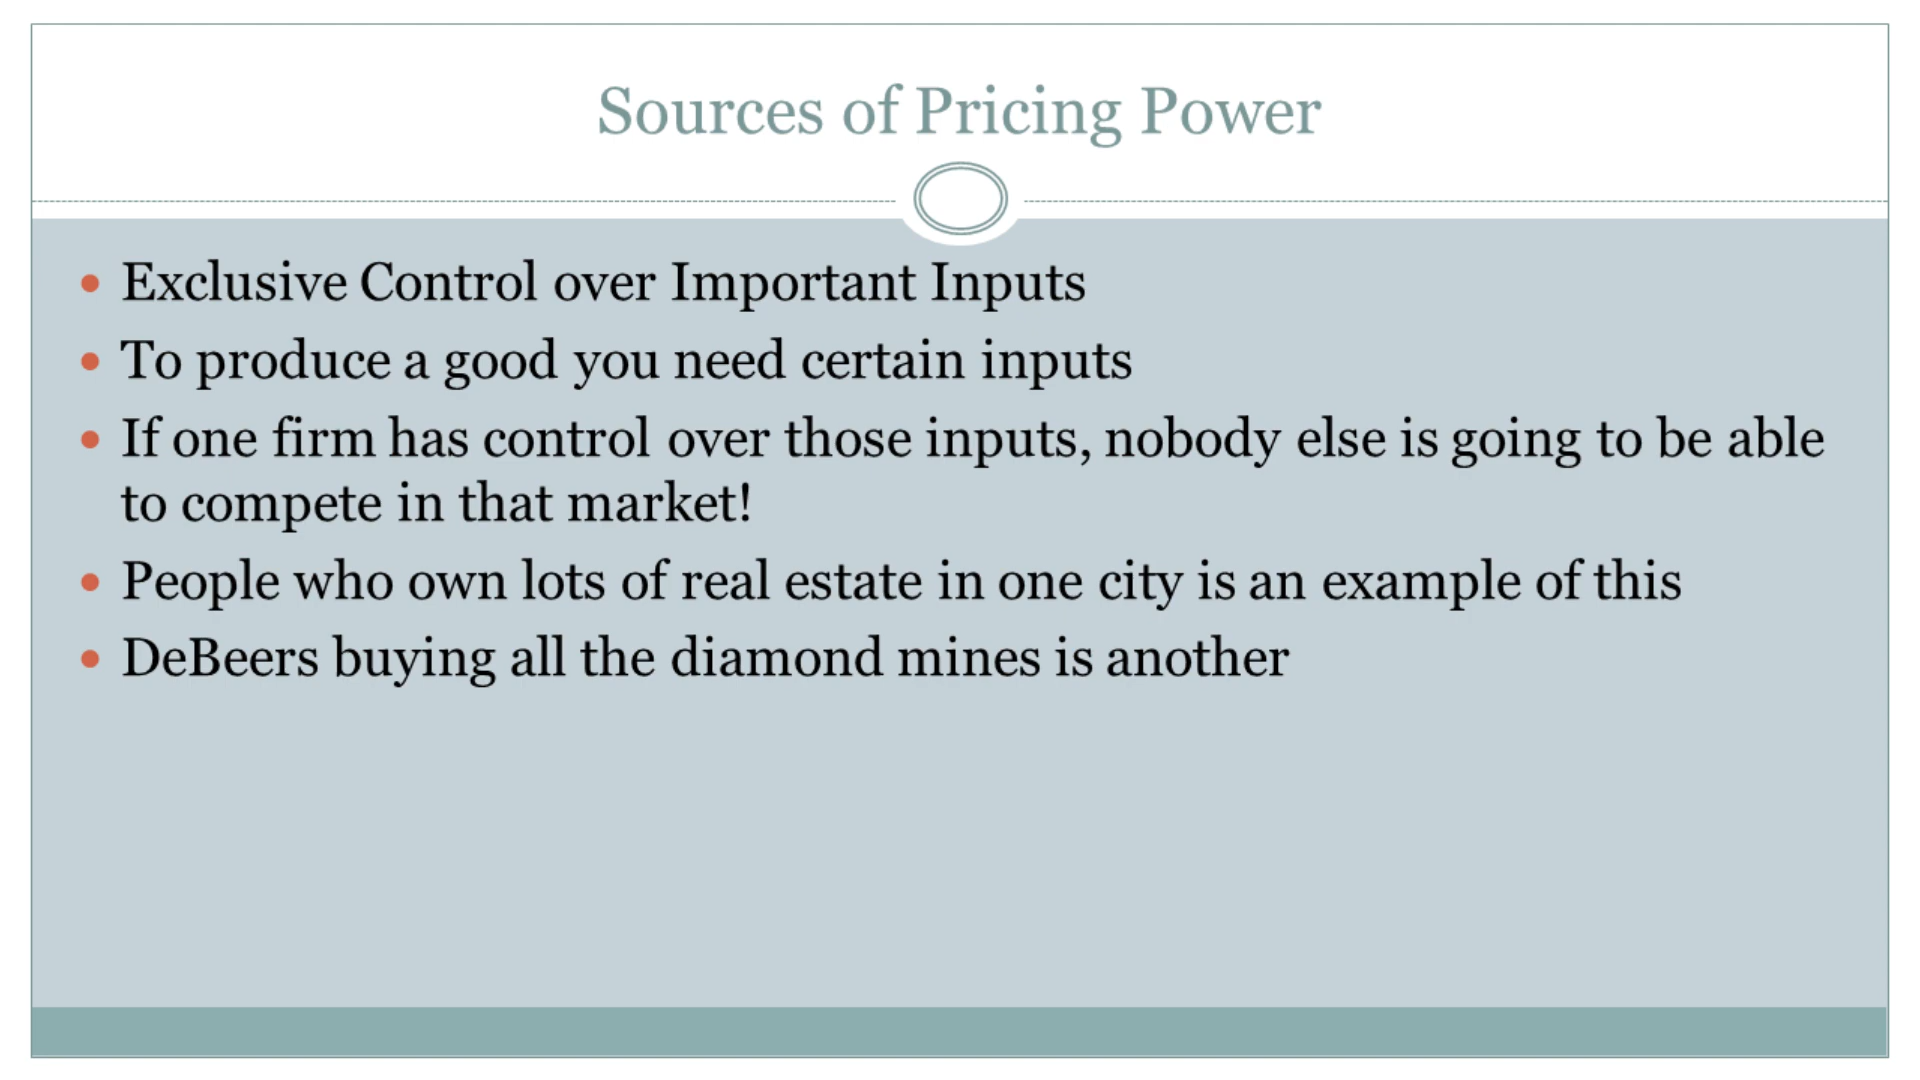 Sources of Pricing Power
• Exclusive Control over Important Inputs
• To produce a good you need certain inputs
• If one firm has control over those inputs, nobody else is going to be able
to compete in that market!
• People who own lots of real estate in one city is an example of this
• DeBeers buying all the diamond mines is another